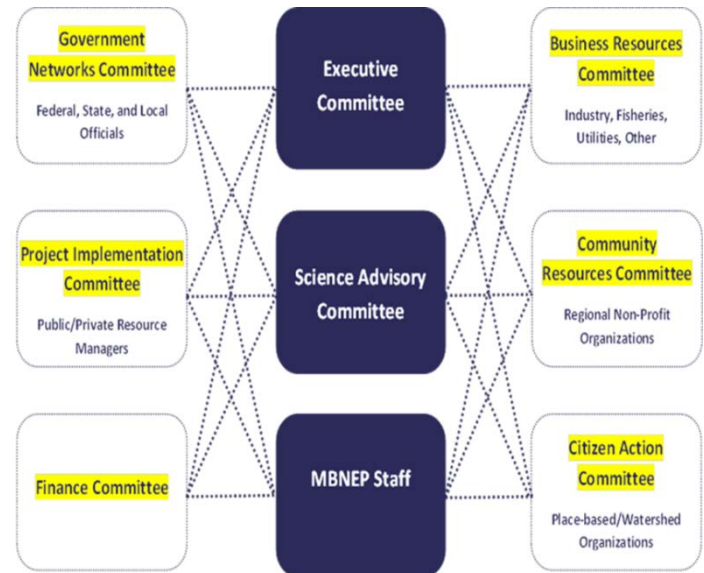 Government
Networks Committee
Federal, State, and Local
Officials
Executive
Committee
Business Resources
Committee
Industry, Fisheries,
Utilities, Other
Project Implementation
Committee
Public/Private Resource
Managers
Science Advisory
Committee
Community
Resources Committee
Regional Non-Profit
Organizations
Finance Committee
MBNEP Staff
Citizen Action
Committee
Place-based/Watershed
Organizations